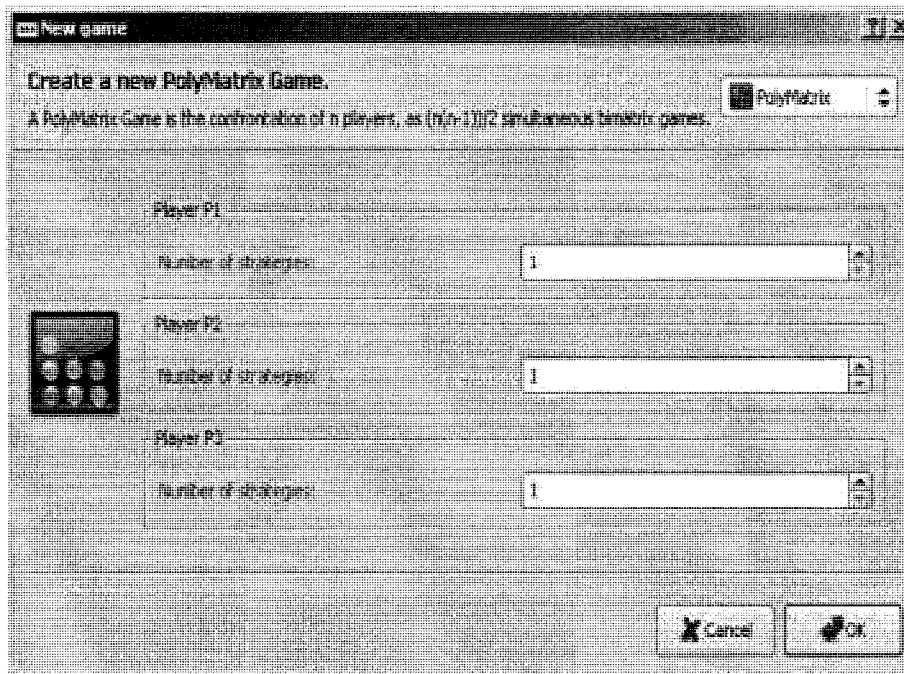 New game
Create a new PolyMatrix Game.
PolyMatrix
A PolyMatrix Game is the confrontation of n players, as (n(n-1))/2 simultaneous bimatrix games.
Player P1
Number of strategies:
1
Player P2
Number of strategies:
1
Player P3
Number of strategies:
1
Cancel
OK